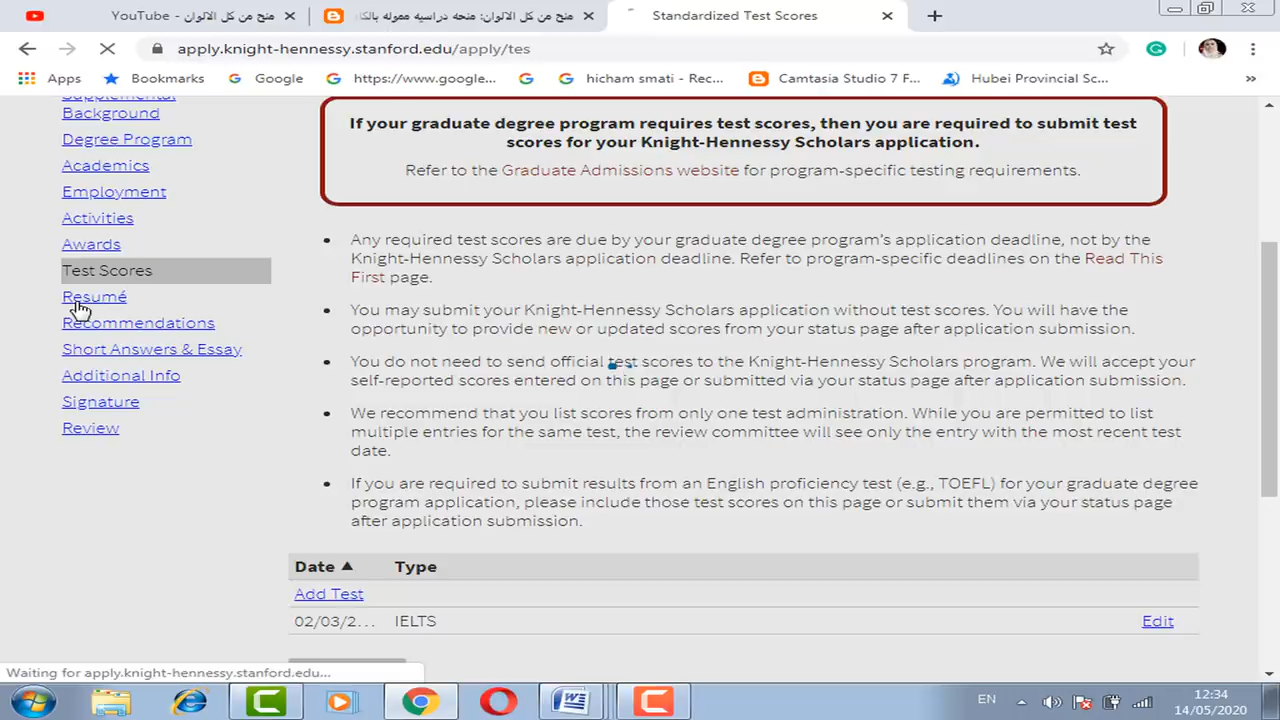 YouTube - منح من كل الالوان
منح من كل الالوان: منحه دراسيه مموله بالكا
Standardized Test Scores
apply.knight-hennessy.stanford.edu/apply/tes
Apps Bookmarks Google https://www.google... hicham smati - Rec... Camtasia Studio 7 F... Hubei Provincial Sc... »
Supplemental
Background
Degree Program
Academics
Employment
Activities
Awards
Test Scores
Resumé
Recommendations
Short Answers & Essay
Additional Info
Signature
Review
If your graduate degree program requires test scores, then you are required to submit test
scores for your Knight-Hennessy Scholars application.
Refer to the Graduate Admissions website for program-specific testing requirements.
• Any required test scores are due by your graduate degree program's application deadline, not by the
Knight-Hennessy Scholars application deadline. Refer to program-specific deadlines on the Read This
First page.
• You may submit your Knight-Hennessy Scholars application without test scores. You will have the
opportunity to provide new or updated scores from your status page after application submission.
• You do not need to send official test scores to the Knight-Hennessy Scholars program. We will accept your
self-reported scores entered on this page or submitted via your status page after application submission.
• We recommend that you list scores from only one test administration. While you are permitted to list
multiple entries for the same test, the review committee will see only the entry with the most recent test
date.
• If you are required to submit results from an English proficiency test (e.g., TOEFL) for your graduate degree
program application, please include those test scores on this page or submit them via your status page
after application submission.
Date ▲ Type
Add Test
02/03/2... IELTS Edit
Waiting for apply.knight-hennessy.stanford.edu...
EN
12:34
14/05/2020